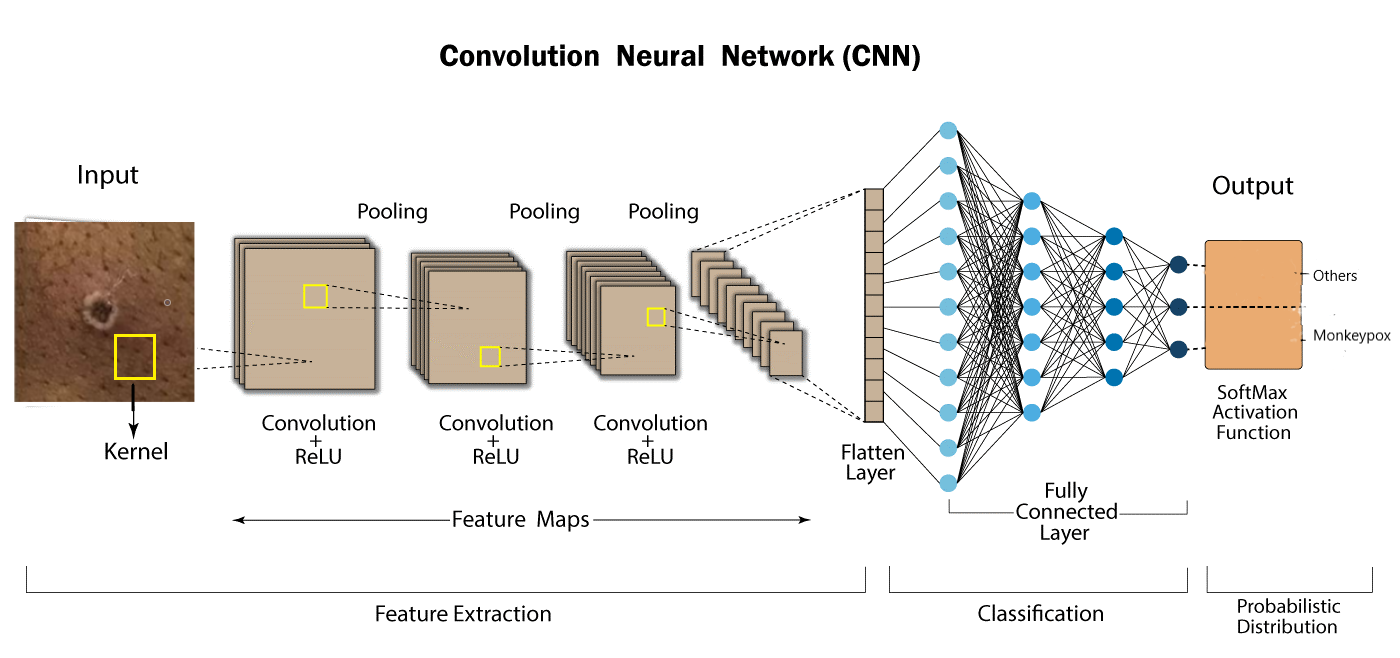 Convolution Neural Network (CNN)
Input
Pooling
Pooling
Pooling
Output
Others
Monkeypox
SoftMax
Activation
Function
Kernel
Convolution
+
ReLU
Convolution
+
ReLU
Convolution
+
ReLU
Flatten
Layer
Fully
Connected
Layer
Feature Maps
Feature Extraction
Classification
Probabilistic
Distribution